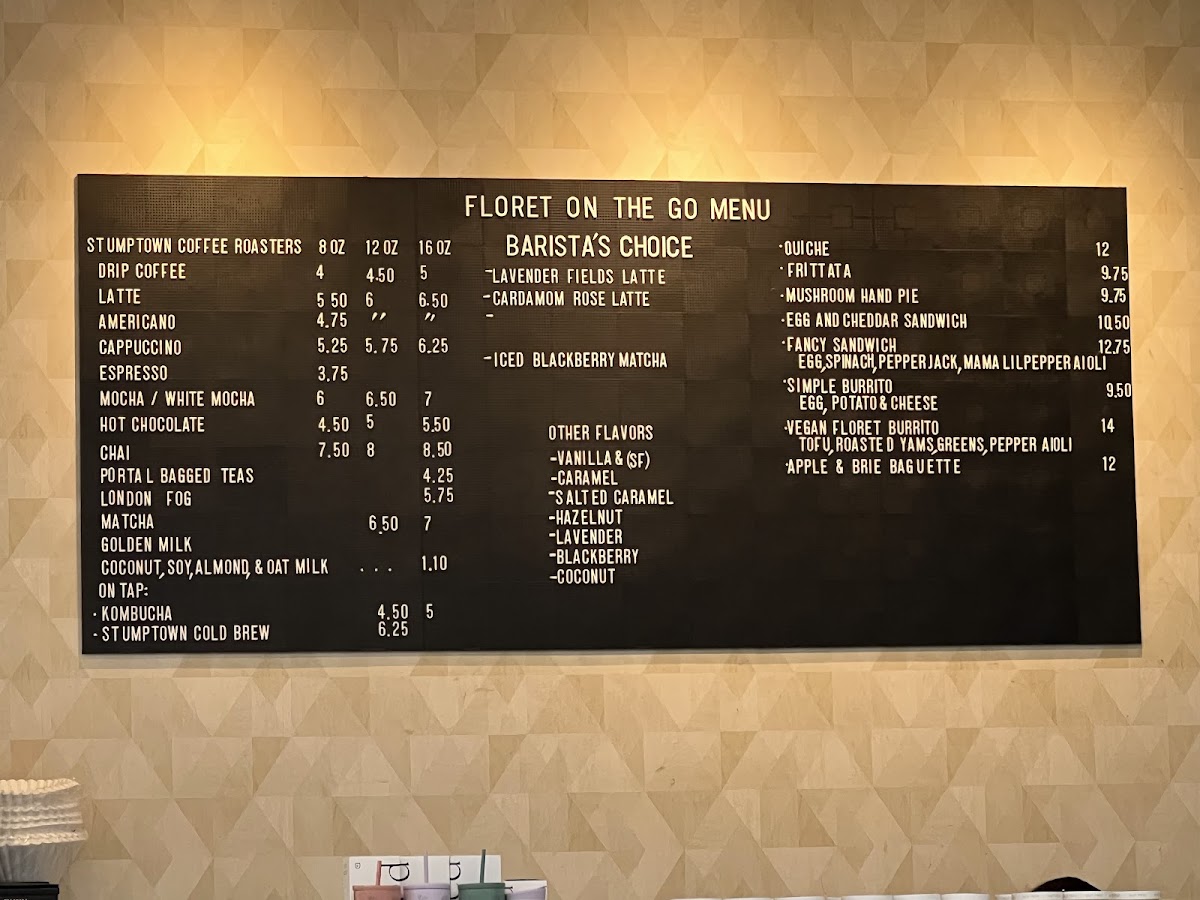 FLORET ON THE GO MENU
STUMPTOWN COFFEE ROASTERS 8 OZ 12 OZ 16 OZ
DRIP COFFEE 4 4.50 5
LATTE 5 50 6 6.50
AMERICANO 4.75 " "
CAPPUCCINO 5.25 5.75 6.25
ESPRESSO 3.75
MOCHA / WHITE MOCHA 6 6.50 7
HOT CHOCOLATE 4.50 5 5.50
CHAI 7.50 8 8.50
PORTAL BAGGED TEAS 4.25
LONDON FOG 5.75
MATCHA 6.50 7
GOLDEN MILK
COCONUT, SOY, ALMOND, & OAT MILK ... 1.10
ON TAP:
· KOMBUCHA 4.50 5
- STUMPTOWN COLD BREW 6.25
BARISTA'S CHOICE
-LAVENDER FIELDS LATTE
-CARDAMOM ROSE LATTE
-
-ICED BLACKBERRY MATCHA
OTHER FLAVORS
-VANILLA & (SF)
-CARAMEL
-SALTED CARAMEL
-HAZELNUT
-LAVENDER
-BLACKBERRY
-COCONUT
·QUICHE 12
·FRITTATA 9.75
·MUSHROOM HAND PIE 9.75
·EGG AND CHEDDAR SANDWICH 10.50
·FANCY SANDWICH 12.75
EGG, SPINACH, PEPPER JACK, MAMA LIL PEPPER AIOLI
·SIMPLE BURRITO 9.50
EGG, POTATO & CHEESE
·VEGAN FLORET BURRITO 14
TOFU, ROASTED YAMS, GREENS, PEPPER AIOLI
·APPLE & BRIE BAGUETTE 12